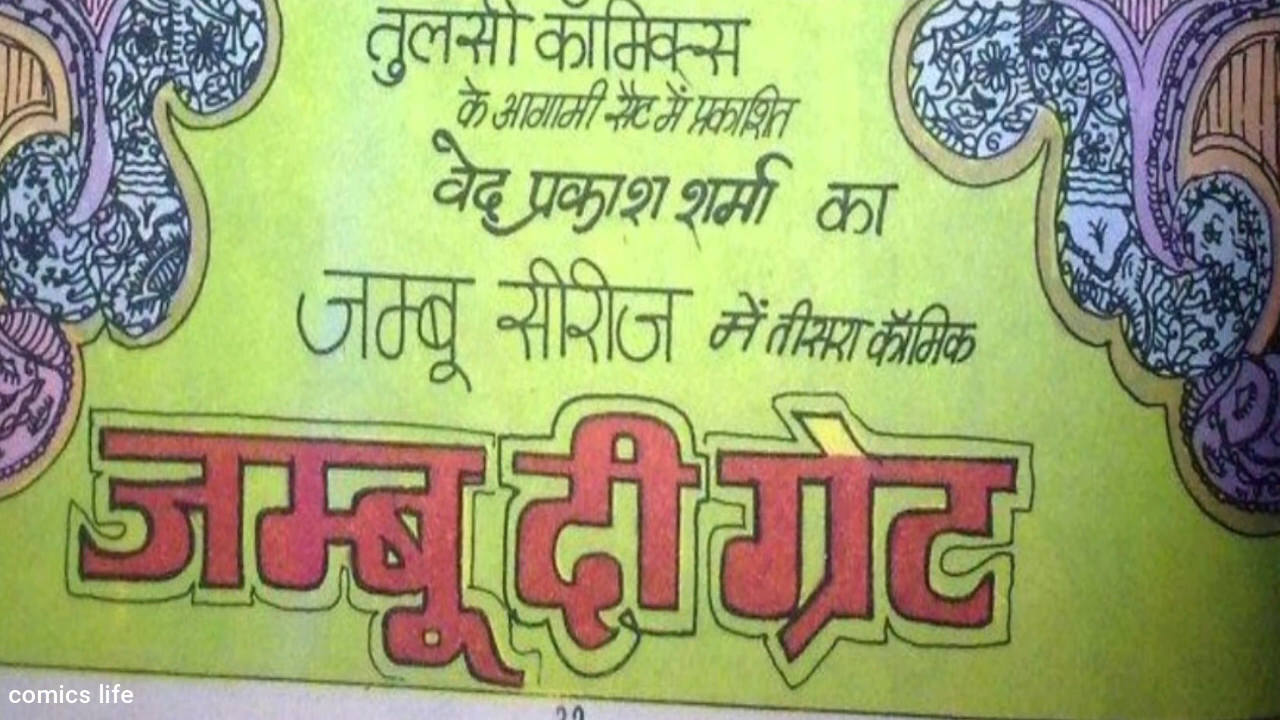 तुलसी कॉमिक्स
के आगामी सैट में प्रकाशित
वेद प्रकाश शर्मा का
जम्बू सीरीज में तीसरा कॉमिक
जम्बू दी ग्रेट
comics life